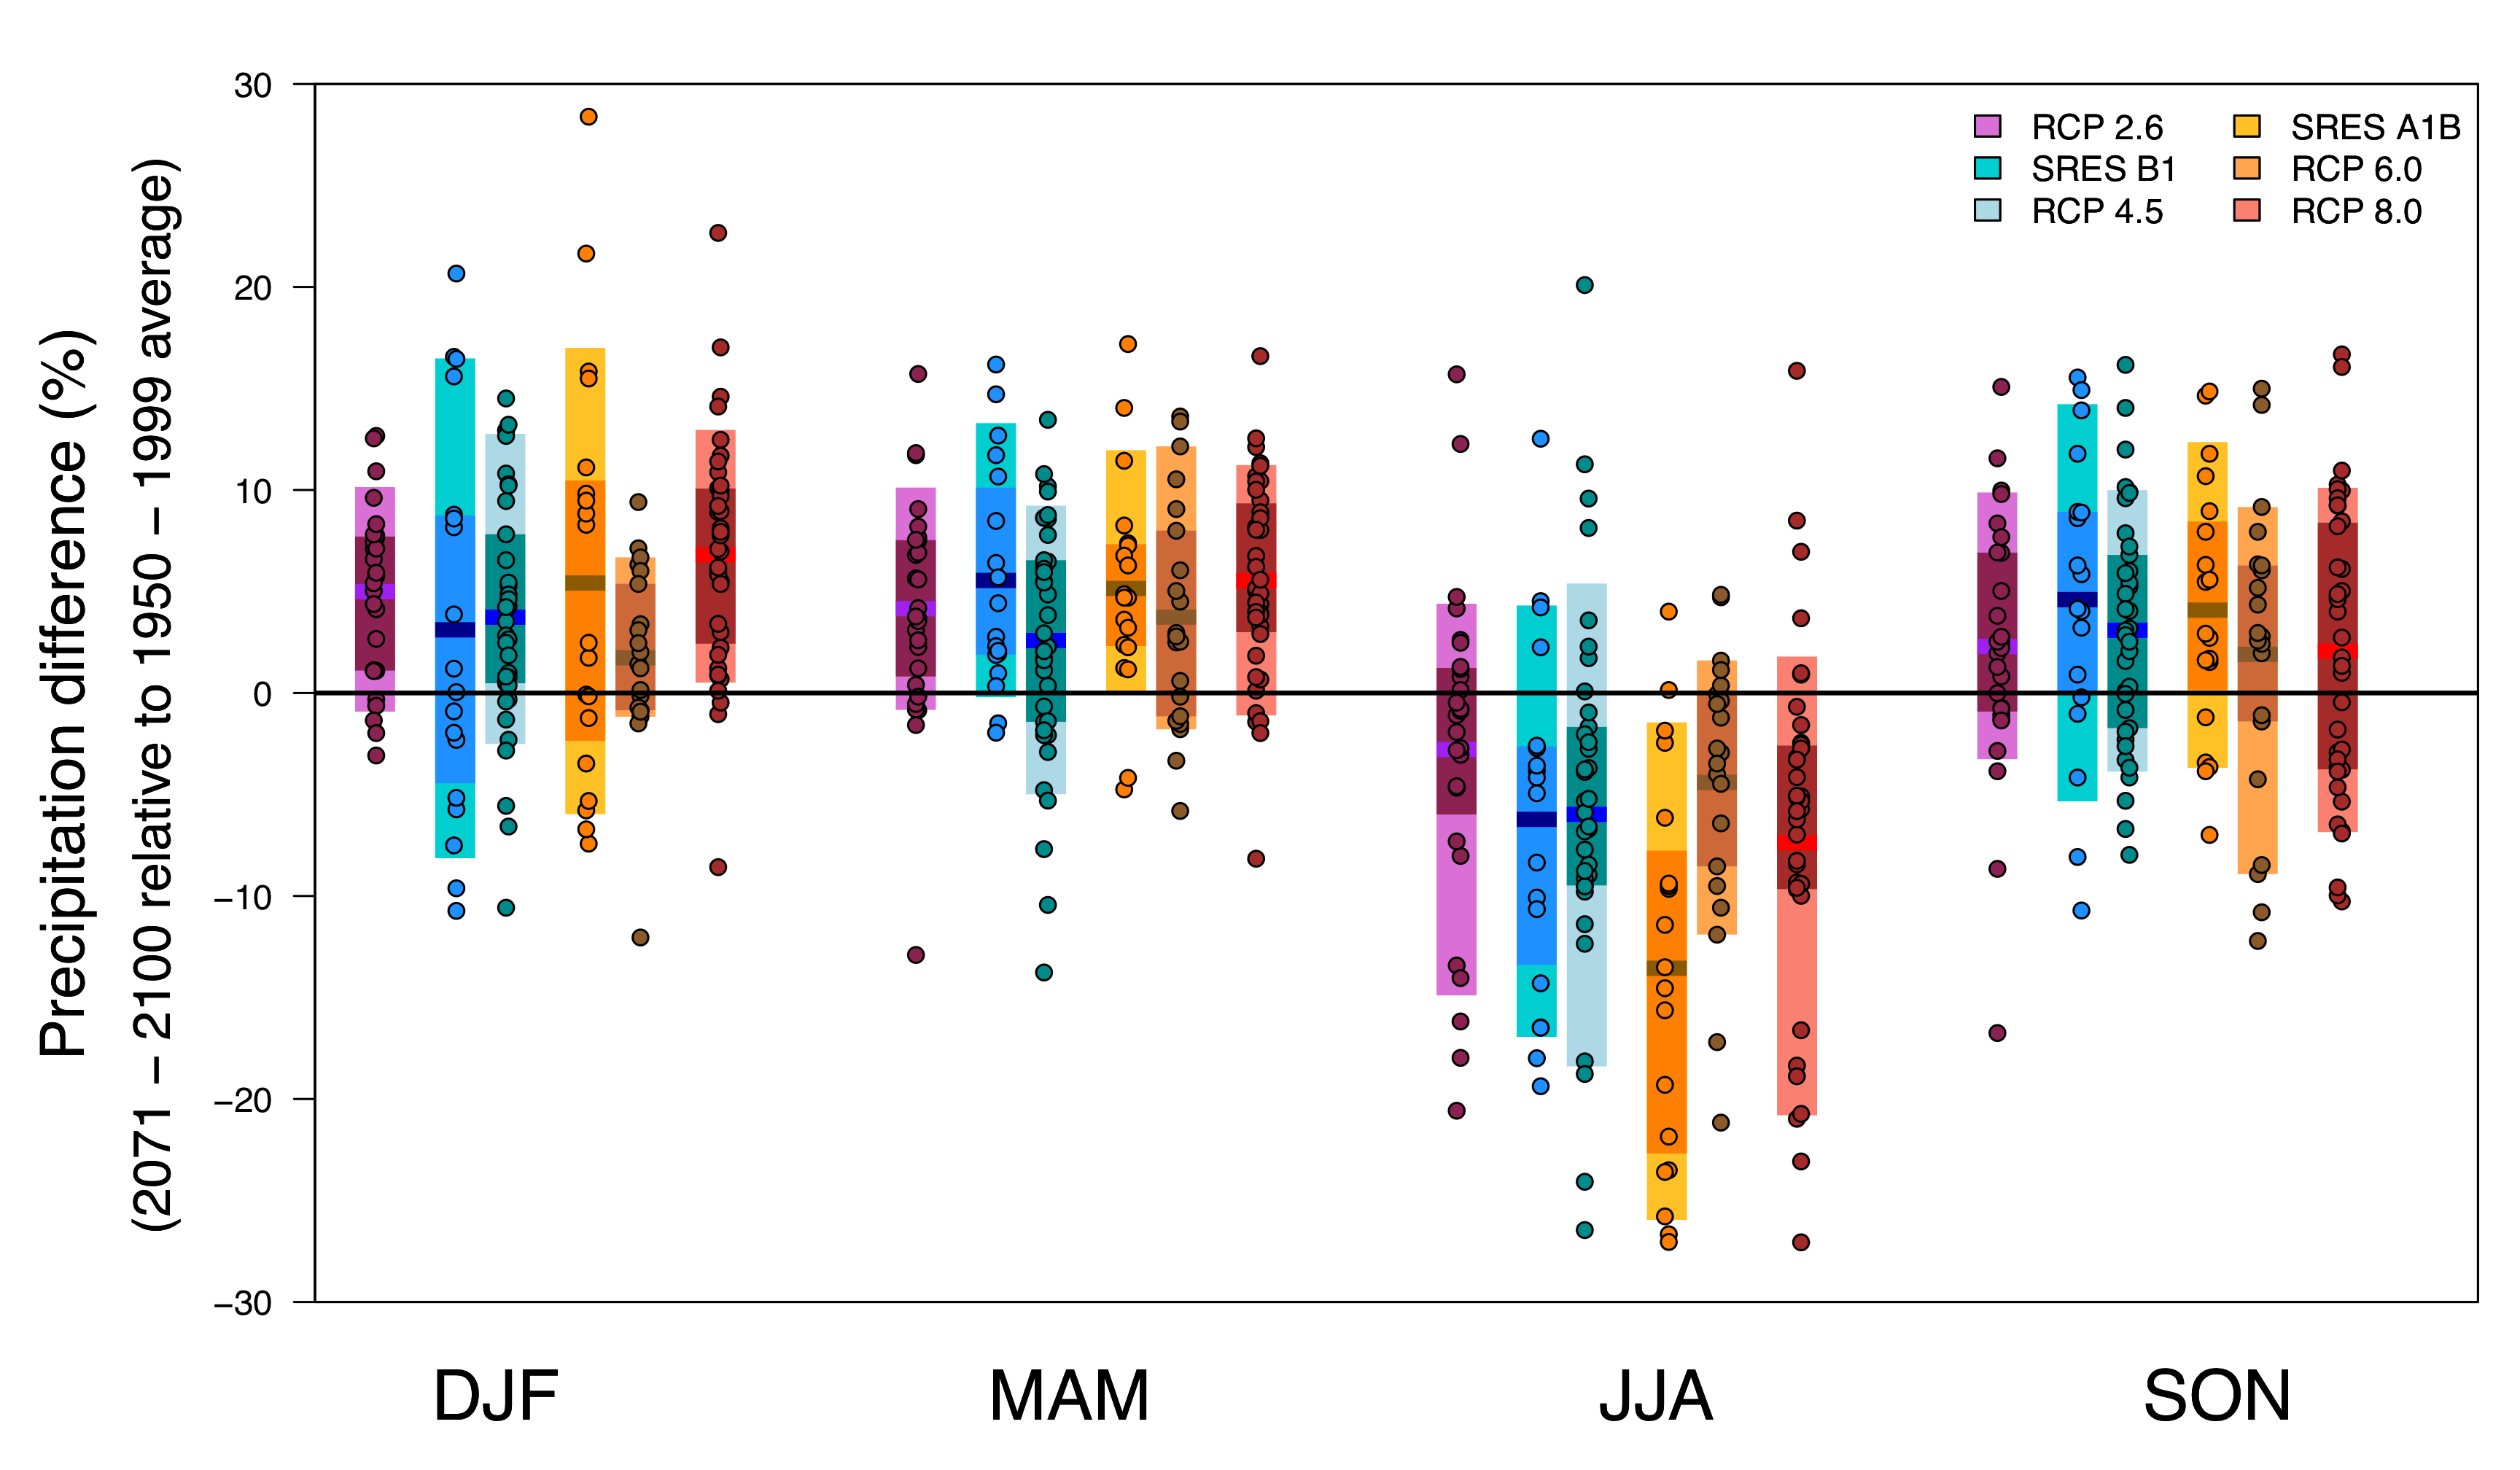 Precipitation difference (%)
(2071 − 2100 relative to 1950 − 1999 average)
30
20
10
0
−10
−20
−30
RCP 2.6
SRES B1
RCP 4.5
SRES A1B
RCP 6.0
RCP 8.0
DJF
MAM
JJA
SON